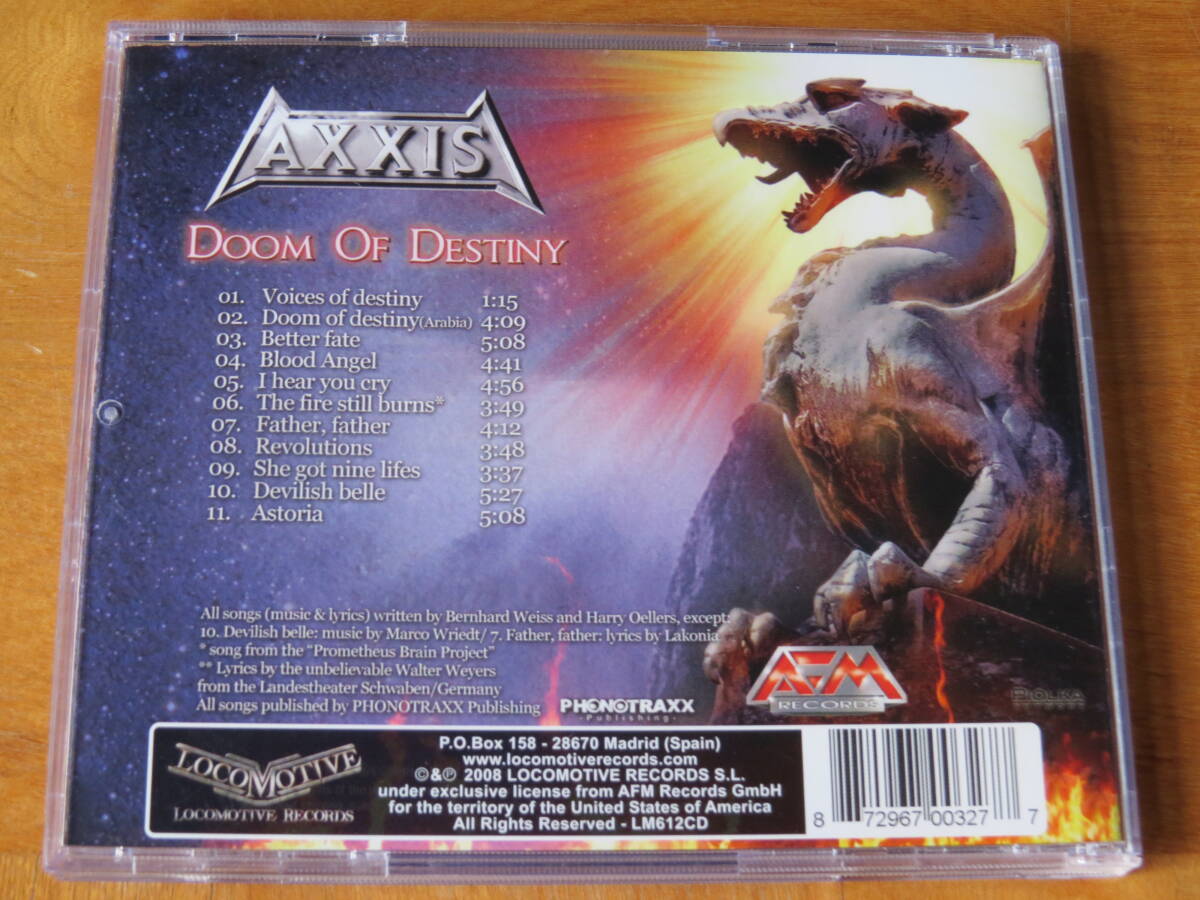 AXXIS
DOOM OF DESTINY
01. Voices of destiny 1:15
02. Doom of destiny(Arabia) 4:09
03. Better fate 5:08
04. Blood Angel 4:41
05. I hear you cry 4:56
06. The fire still burns* 3:49
07. Father, father 4:12
08. Revolutions 3:48
09. She got nine lifes 3:37
10. Devilish belle 5:27
11. Astoria 5:08
All songs (music & lyrics) written by Bernhard Weiss and Harry Oellers, except:
10. Devilish belle: music by Marco Wriedt/ 7. Father, father: lyrics by Lakonia
* song from the "Prometheus Brain Project"
** Lyrics by the unbelievable Walter Weyers
from the Landestheater Schwaben/Germany
All songs published by PHONOTRAXX Publishing
PHONOTRAXX
-Publishing-
AFM
RECORDS
PIOLKA
LOCOMOTIVE
LOCOMOTIVE RECORDS
P.O.Box 158 - 28670 Madrid (Spain)
www.locomotiverecords.com
©&℗ 2008 LOCOMOTIVE RECORDS S.L.
under exclusive license from AFM Records GmbH
for the territory of the United States of America
All Rights Reserved - LM612CD
8 72967 00327 7